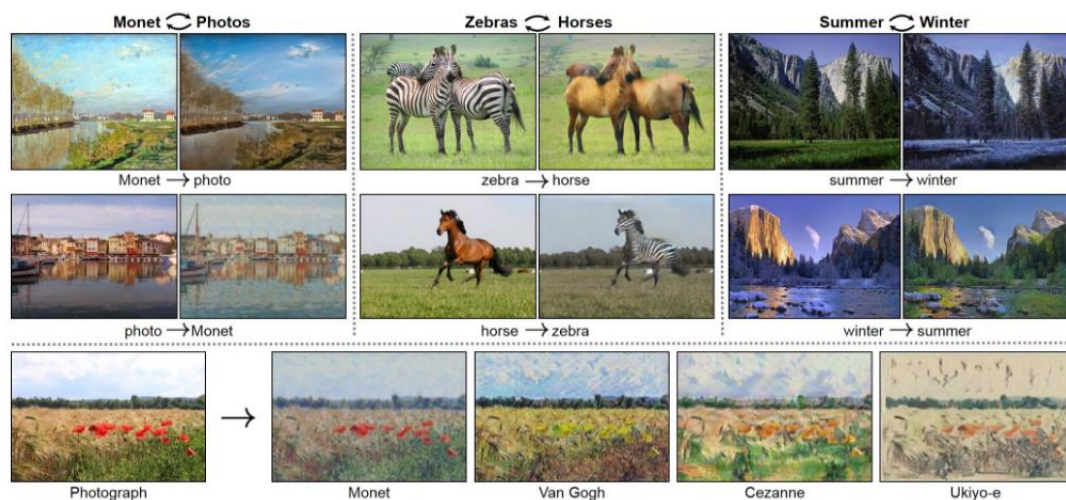 Monet Photos
Zebras Horses
Summer Winter
Monet → photo
zebra → horse
summer → winter
photo → Monet
horse → zebra
winter → summer
Photograph
Monet
Van Gogh
Cezanne
Ukiyo-e